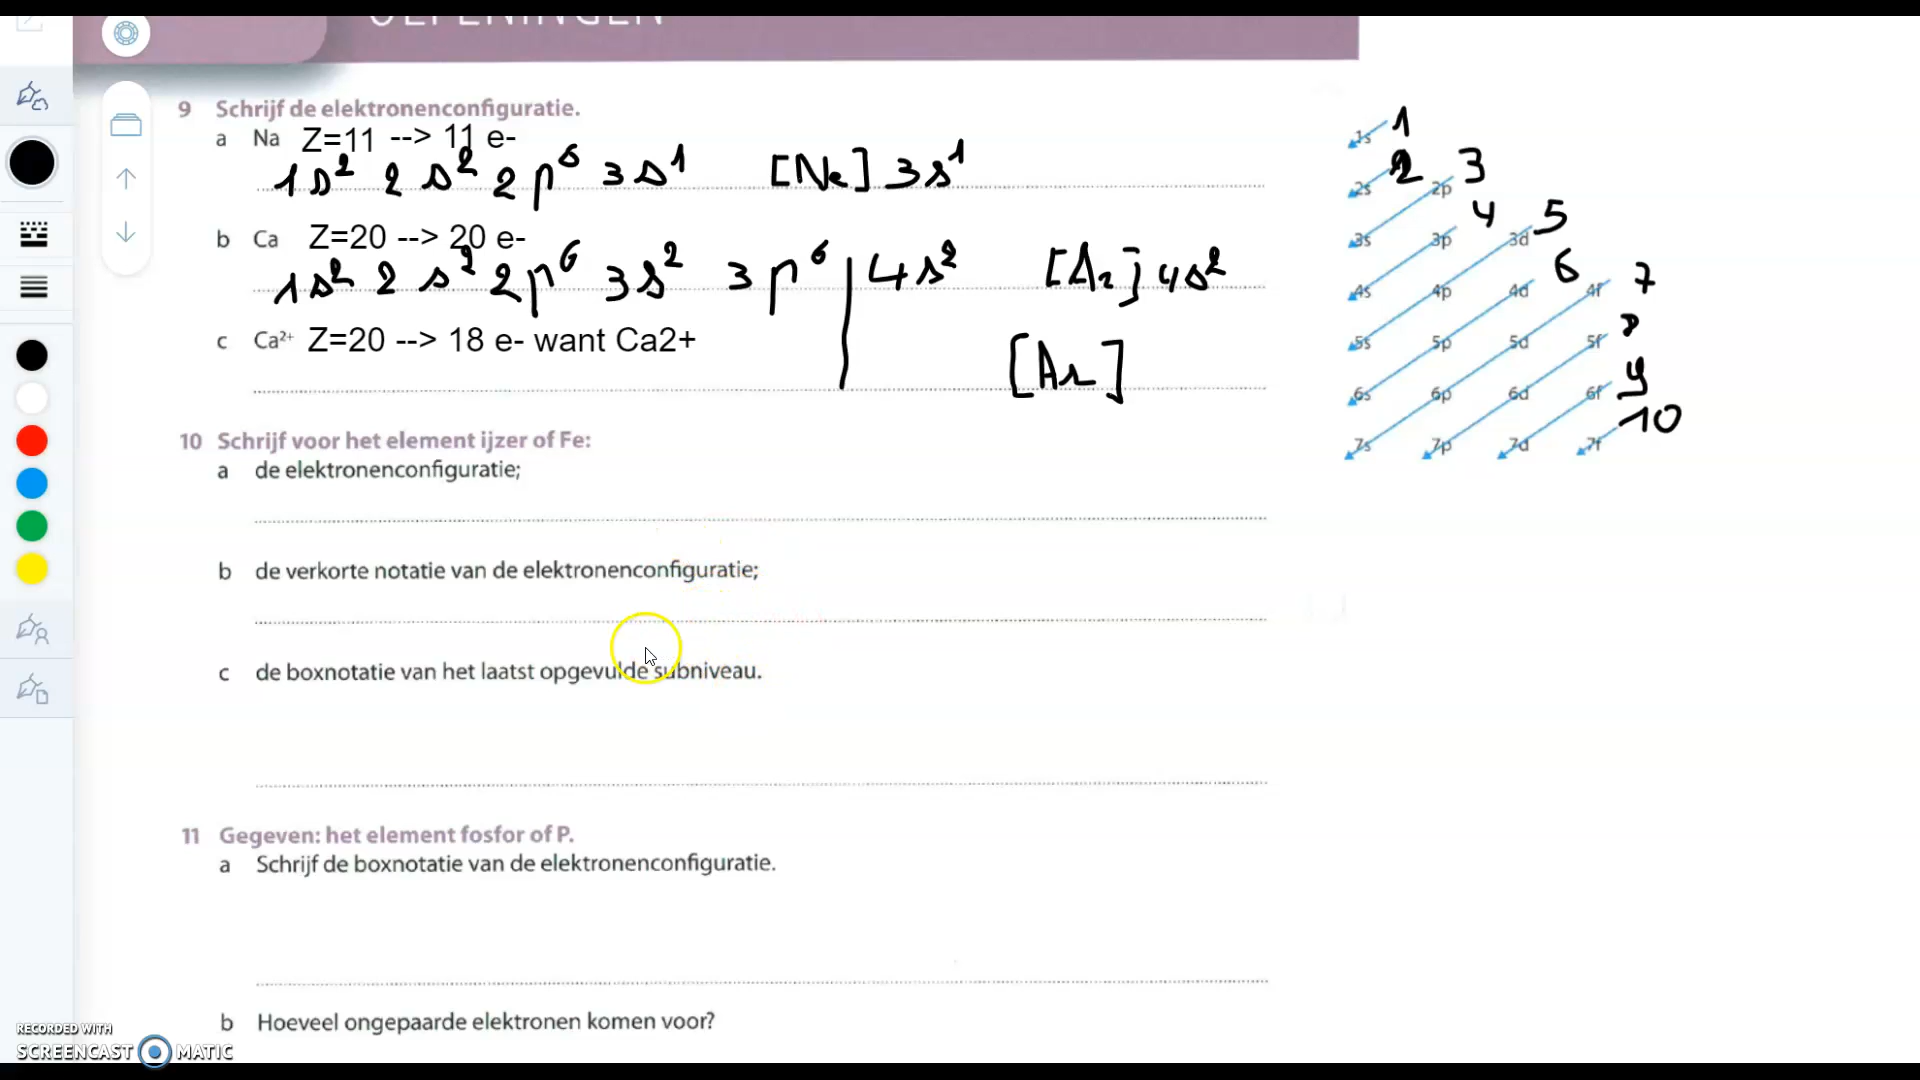 OEFENINGEN
9 Schrijf de elektronenconfiguratie.
a Na Z=11 --> 11 e-
1s² 2s² 2p⁶ 3s¹ [Ne] 3s¹
b Ca Z=20 --> 20 e-
1s² 2s² 2p⁶ 3s² 3p⁶ | 4s² [Ar] 4s²
c Ca²⁺ Z=20 --> 18 e- want Ca2+
[Ar]
10 Schrijf voor het element ijzer of Fe:
a de elektronenconfiguratie;
b de verkorte notatie van de elektronenconfiguratie;
c de boxnotatie van het laatst opgevulde subniveau.
11 Gegeven: het element fosfor of P.
a Schrijf de boxnotatie van de elektronenconfiguratie.
b Hoeveel ongepaarde elektronen komen voor?
1s 1
2s 2 2p 3
3s 3p 4 3d 5
4s 4p 4d 6 4f 7
5s 5p 5d 5f 8
6s 6p 6d 6f 9
7s 7p 7d 7f 10
RECORDED WITH
SCREENCAST MATIC